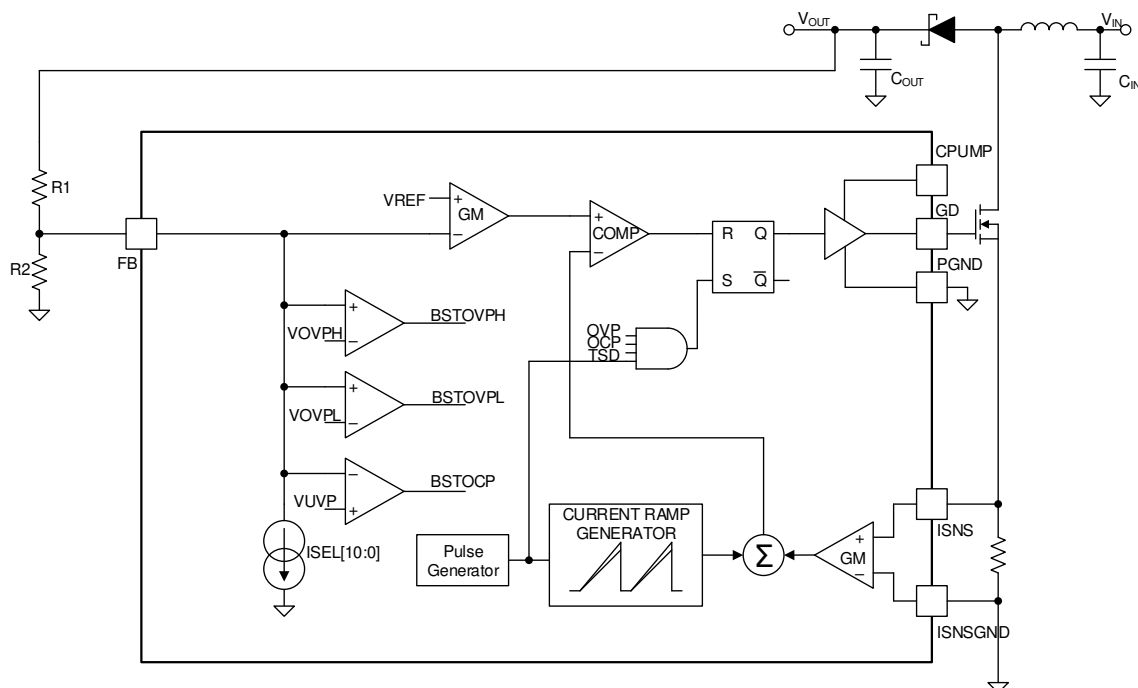 VOUT
VIN
COUT
CIN
CPUMP
R1
VREF
+
GM
−
+
COMP
−
R Q
S Q̅
GD
FB
R2
PGND
+
VOVPH
−
BSTOVPH
OVP
OCP
TSD
+
VOVPL
−
BSTOVPL
−
VUVP
+
BSTOCP
ISEL[10:0]
Pulse
Generator
CURRENT RAMP
GENERATOR
Σ
+
GM
−
ISNS
ISNSGND